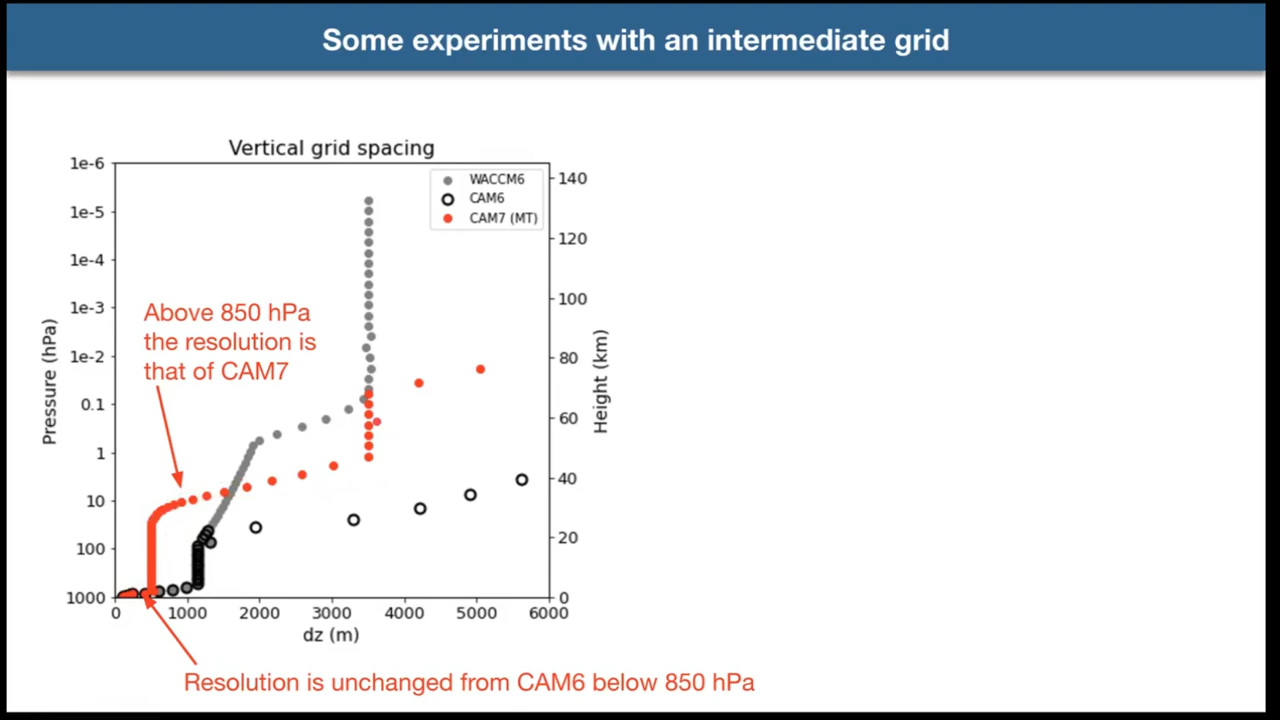 Some experiments with an intermediate grid
Vertical grid spacing
1e-6
1e-5
1e-4
1e-3
1e-2
0.1
1
10
100
1000
Pressure (hPa)
WACCM6
CAM6
CAM7 (MT)
140
120
100
80
60
40
20
0
Height (km)
Above 850 hPa
the resolution is
that of CAM7
0
1000
2000
3000
4000
5000
6000
dz (m)
Resolution is unchanged from CAM6 below 850 hPa